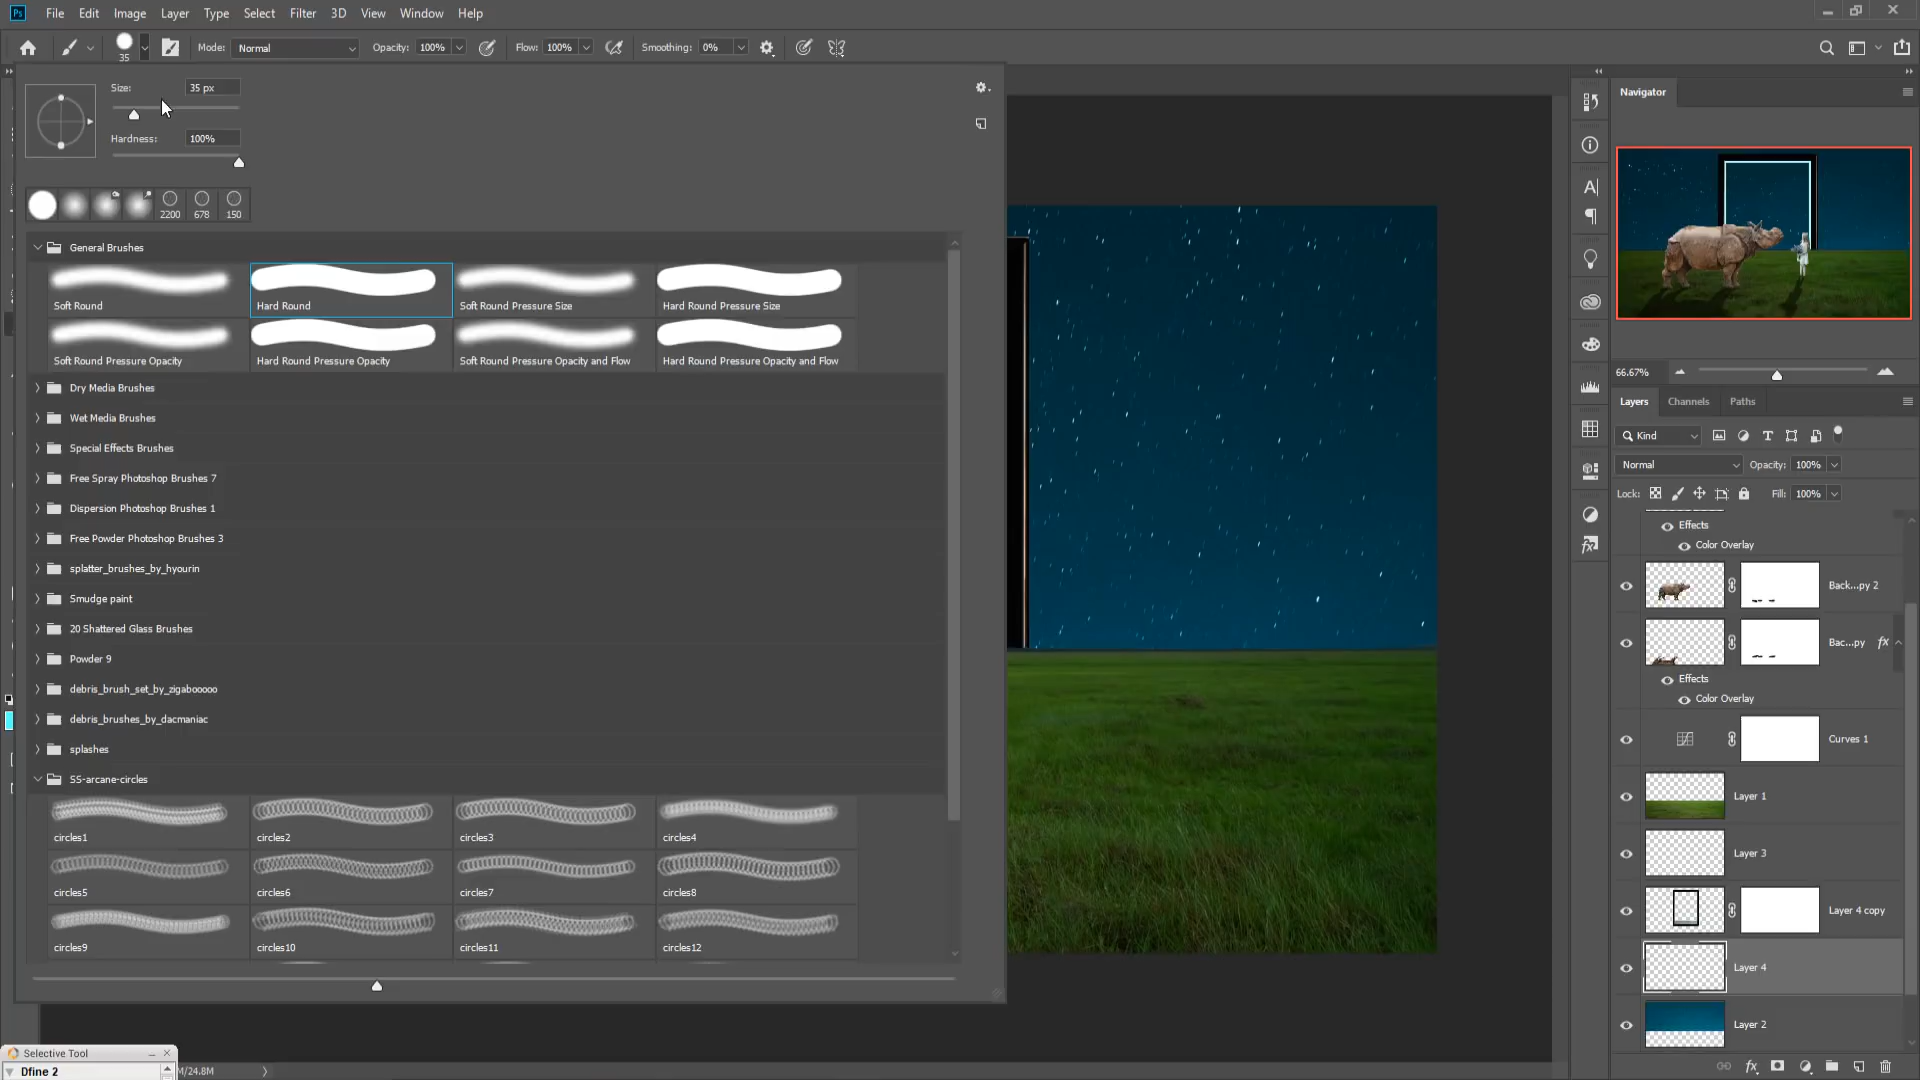 Ps File Edit Image Layer Type Select Filter 3D View Window Help
35 Mode: Normal Opacity: 100% Flow: 100% Smoothing: 0%
Size: 35 px
Hardness: 100%
2200 678 150
General Brushes
Soft Round Hard Round Soft Round Pressure Size Hard Round Pressure Size
Soft Round Pressure Opacity Hard Round Pressure Opacity Soft Round Pressure Opacity and Flow Hard Round Pressure Opacity and Flow
Dry Media Brushes
Wet Media Brushes
Special Effects Brushes
Free Spray Photoshop Brushes 7
Dispersion Photoshop Brushes 1
Free Powder Photoshop Brushes 3
splatter_brushes_by_hyourin
Smudge paint
20 Shattered Glass Brushes
Powder 9
debris_brush_set_by_zigabooooo
debris_brushes_by_dacmaniac
splashes
SS-arcane-circles
circles1 circles2 circles3 circles4
circles5 circles6 circles7 circles8
circles9 circles10 circles11 circles12
Selective Tool
Dfine 2
M/24.8M
Navigator
66.67%
Layers Channels Paths
Kind
Normal Opacity: 100%
Lock: Fill: 100%
Effects
Color Overlay
Back...py 2
Bac...py fx
Effects
Color Overlay
Curves 1
Layer 1
Layer 3
Layer 4 copy
Layer 4
Layer 2
fx